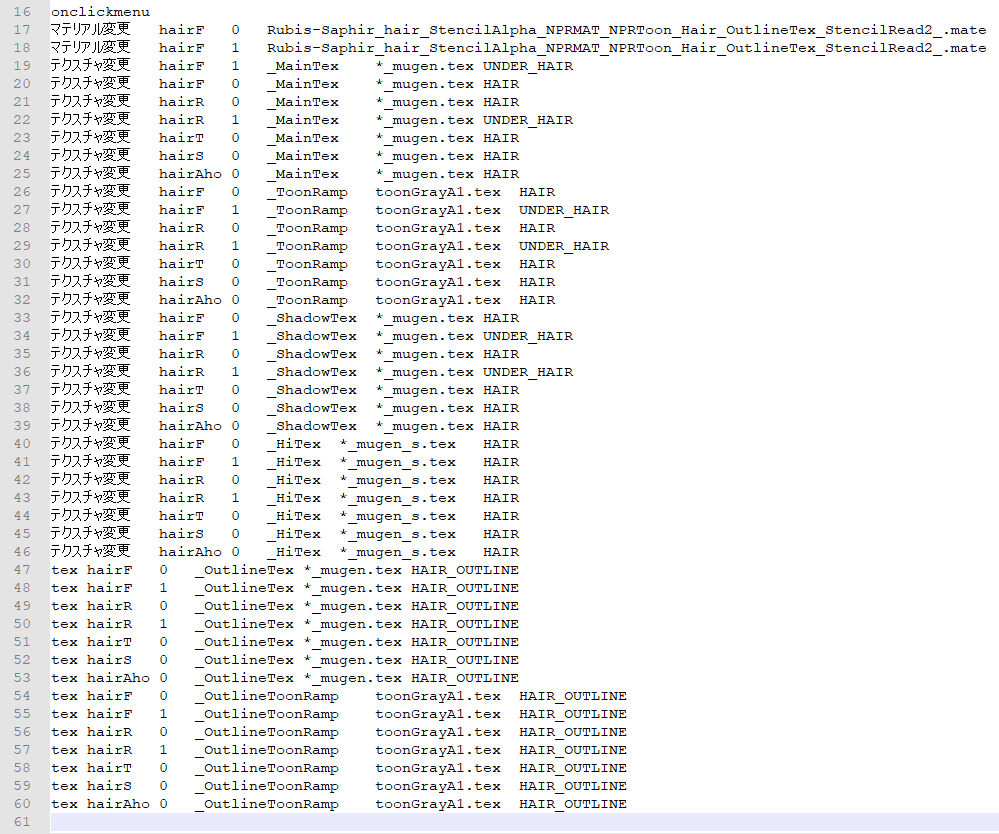 16 onclickmenu
17 マテリアル変更 hairF 0 Rubis-Saphir_hair_StencilAlpha_NPRMAT_NPRToon_Hair_OutlineTex_StencilRead2_.mate
18 マテリアル変更 hairF 1 Rubis-Saphir_hair_StencilAlpha_NPRMAT_NPRToon_Hair_OutlineTex_StencilRead2_.mate
19 テクスチャ変更 hairF 1 _MainTex *_mugen.tex UNDER_HAIR
20 テクスチャ変更 hairF 0 _MainTex *_mugen.tex HAIR
21 テクスチャ変更 hairR 0 _MainTex *_mugen.tex HAIR
22 テクスチャ変更 hairR 1 _MainTex *_mugen.tex UNDER_HAIR
23 テクスチャ変更 hairT 0 _MainTex *_mugen.tex HAIR
24 テクスチャ変更 hairS 0 _MainTex *_mugen.tex HAIR
25 テクスチャ変更 hairAho 0 _MainTex *_mugen.tex HAIR
26 テクスチャ変更 hairF 0 _ToonRamp toonGrayA1.tex HAIR
27 テクスチャ変更 hairF 1 _ToonRamp toonGrayA1.tex UNDER_HAIR
28 テクスチャ変更 hairR 0 _ToonRamp toonGrayA1.tex HAIR
29 テクスチャ変更 hairR 1 _ToonRamp toonGrayA1.tex UNDER_HAIR
30 テクスチャ変更 hairT 0 _ToonRamp toonGrayA1.tex HAIR
31 テクスチャ変更 hairS 0 _ToonRamp toonGrayA1.tex HAIR
32 テクスチャ変更 hairAho 0 _ToonRamp toonGrayA1.tex HAIR
33 テクスチャ変更 hairF 0 _ShadowTex *_mugen.tex HAIR
34 テクスチャ変更 hairF 1 _ShadowTex *_mugen.tex UNDER_HAIR
35 テクスチャ変更 hairR 0 _ShadowTex *_mugen.tex HAIR
36 テクスチャ変更 hairR 1 _ShadowTex *_mugen.tex UNDER_HAIR
37 テクスチャ変更 hairT 0 _ShadowTex *_mugen.tex HAIR
38 テクスチャ変更 hairS 0 _ShadowTex *_mugen.tex HAIR
39 テクスチャ変更 hairAho 0 _ShadowTex *_mugen.tex HAIR
40 テクスチャ変更 hairF 0 _HiTex *_mugen_s.tex HAIR
41 テクスチャ変更 hairF 1 _HiTex *_mugen_s.tex HAIR
42 テクスチャ変更 hairR 0 _HiTex *_mugen_s.tex HAIR
43 テクスチャ変更 hairR 1 _HiTex *_mugen_s.tex HAIR
44 テクスチャ変更 hairT 0 _HiTex *_mugen_s.tex HAIR
45 テクスチャ変更 hairS 0 _HiTex *_mugen_s.tex HAIR
46 テクスチャ変更 hairAho 0 _HiTex *_mugen_s.tex HAIR
47 tex hairF 0 _OutlineTex *_mugen.tex HAIR_OUTLINE
48 tex hairF 1 _OutlineTex *_mugen.tex HAIR_OUTLINE
49 tex hairR 0 _OutlineTex *_mugen.tex HAIR_OUTLINE
50 tex hairR 1 _OutlineTex *_mugen.tex HAIR_OUTLINE
51 tex hairT 0 _OutlineTex *_mugen.tex HAIR_OUTLINE
52 tex hairS 0 _OutlineTex *_mugen.tex HAIR_OUTLINE
53 tex hairAho 0 _OutlineTex *_mugen.tex HAIR_OUTLINE
54 tex hairF 0 _OutlineToonRamp toonGrayA1.tex HAIR_OUTLINE
55 tex hairF 1 _OutlineToonRamp toonGrayA1.tex HAIR_OUTLINE
56 tex hairR 0 _OutlineToonRamp toonGrayA1.tex HAIR_OUTLINE
57 tex hairR 1 _OutlineToonRamp toonGrayA1.tex HAIR_OUTLINE
58 tex hairT 0 _OutlineToonRamp toonGrayA1.tex HAIR_OUTLINE
59 tex hairS 0 _OutlineToonRamp toonGrayA1.tex HAIR_OUTLINE
60 tex hairAho 0 _OutlineToonRamp toonGrayA1.tex HAIR_OUTLINE
61